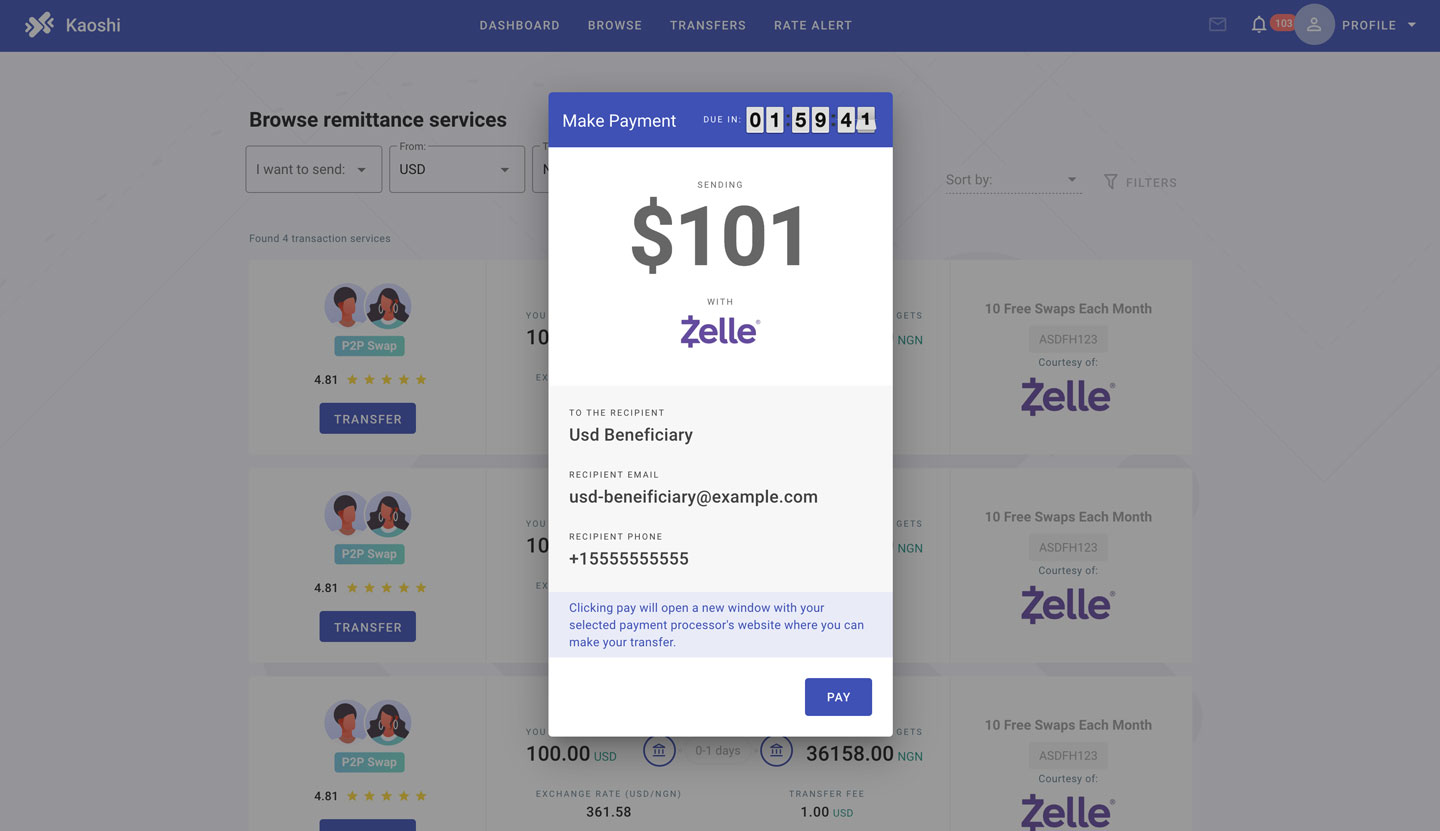 Kaoshi
DASHBOARD BROWSE TRANSFERS RATE ALERT
103
PROFILE
Browse remittance services
I want to send:
From:
USD
Sort by:
FILTERS
Found 4 transaction services
Make Payment
DUE IN: 01:59:41
SENDING
$101
WITH
Zelle®
TO THE RECIPIENT
Usd Beneficiary
RECIPIENT EMAIL
usd-beneificiary@example.com
RECIPIENT PHONE
+15555555555
Clicking pay will open a new window with your
selected payment processor's website where you can
make your transfer.
PAY
P2P Swap
4.81
TRANSFER
YOU
10
EX
GETS
NGN
10 Free Swaps Each Month
ASDFH123
Courtesy of:
Zelle®
P2P Swap
4.81
TRANSFER
YOU
10
EX
GETS
NGN
10 Free Swaps Each Month
ASDFH123
Courtesy of:
Zelle®
P2P Swap
4.81
YOU
100.00 USD
0-1 days
GETS
36158.00 NGN
EXCHANGE RATE (USD/NGN)
361.58
TRANSFER FEE
1.00 USD
10 Free Swaps Each Month
ASDFH123
Courtesy of:
Zelle®